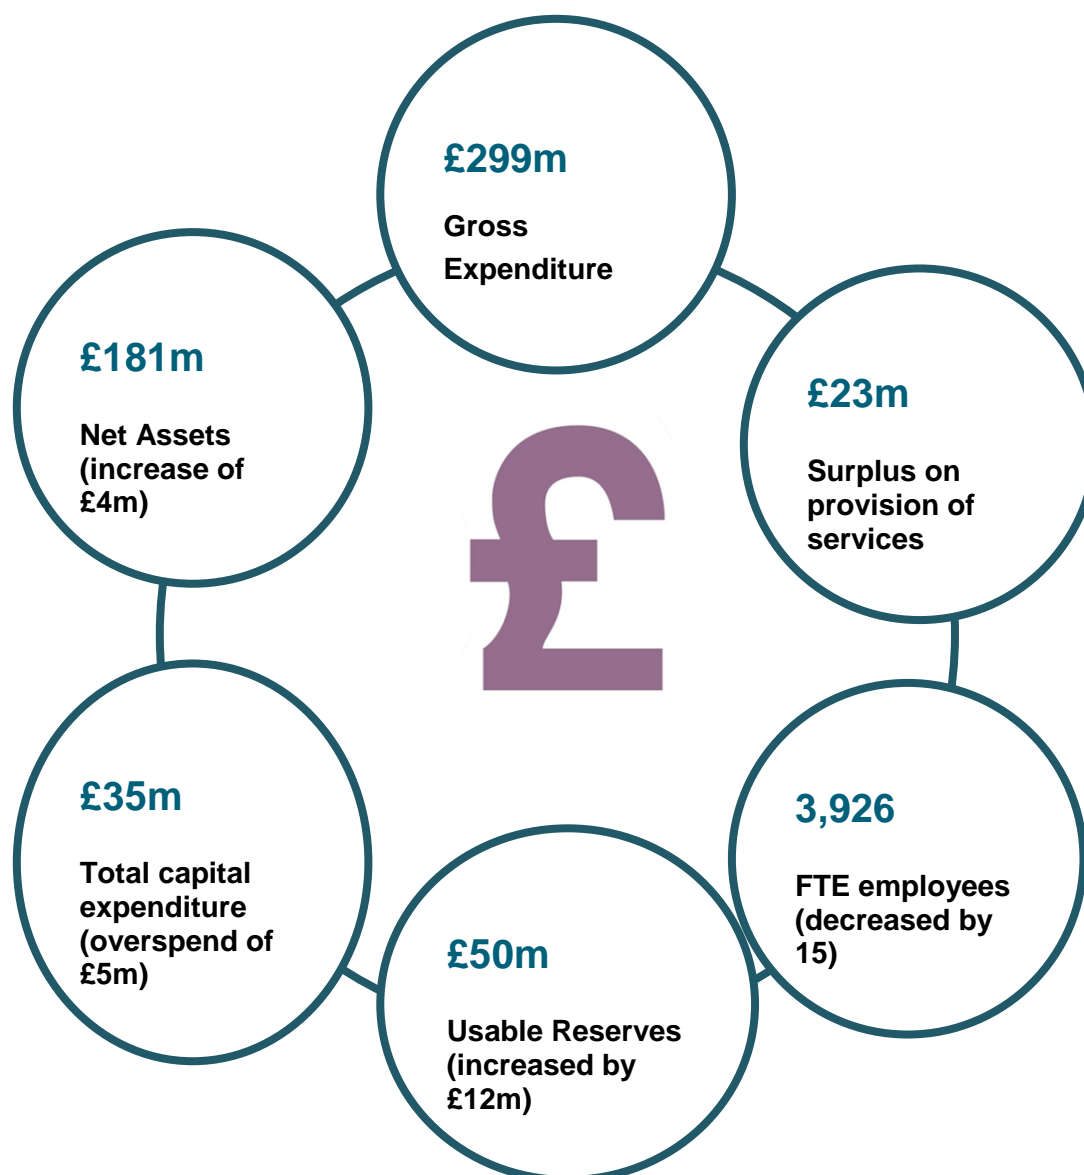 £299m
Gross
Expenditure
£23m
Surplus on
provision of
services
3,926
FTE employees
(decreased by
15)
£50m
Usable Reserves
(increased by
£12m)
£35m
Total capital
expenditure
(overspend of
£5m)
£181m
Net Assets
(increase of
£4m)
£